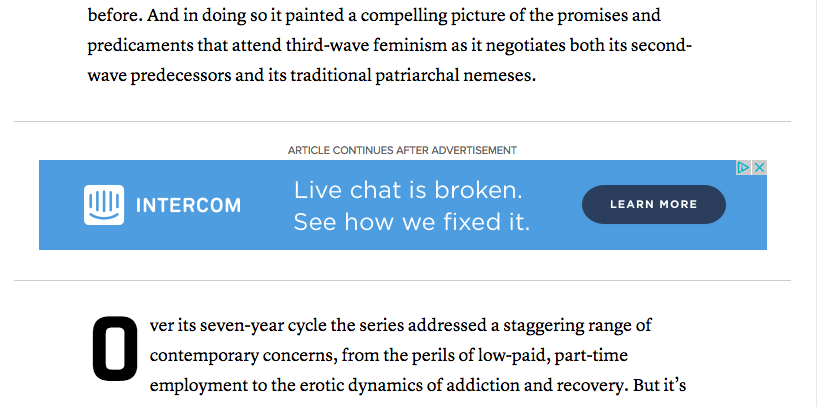 before. And in doing so it painted a compelling picture of the promises and
predicaments that attend third-wave feminism as it negotiates both its second-
wave predecessors and its traditional patriarchal nemeses.
ARTICLE CONTINUES AFTER ADVERTISEMENT
INTERCOM
Live chat is broken.
See how we fixed it.
LEARN MORE
Over its seven-year cycle the series addressed a staggering range of
contemporary concerns, from the perils of low-paid, part-time
employment to the erotic dynamics of addiction and recovery. But it’s